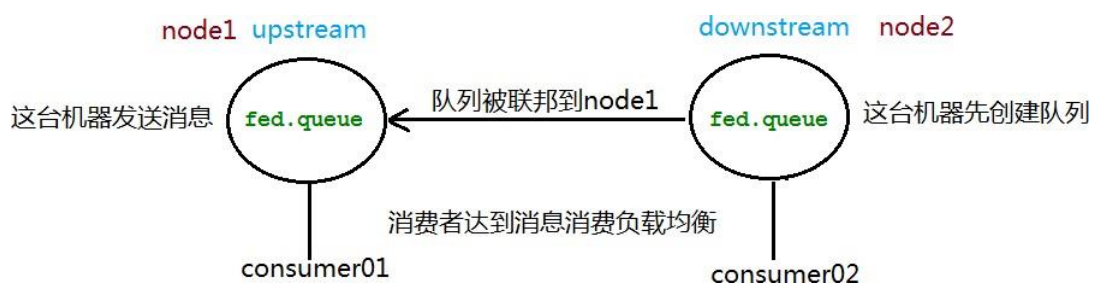 node1 upstream
downstream node2
这台机器发送消息
fed.queue
队列被联邦到node1
fed.queue
这台机器先创建队列
消费者达到消息消费负载均衡
consumer01
consumer02